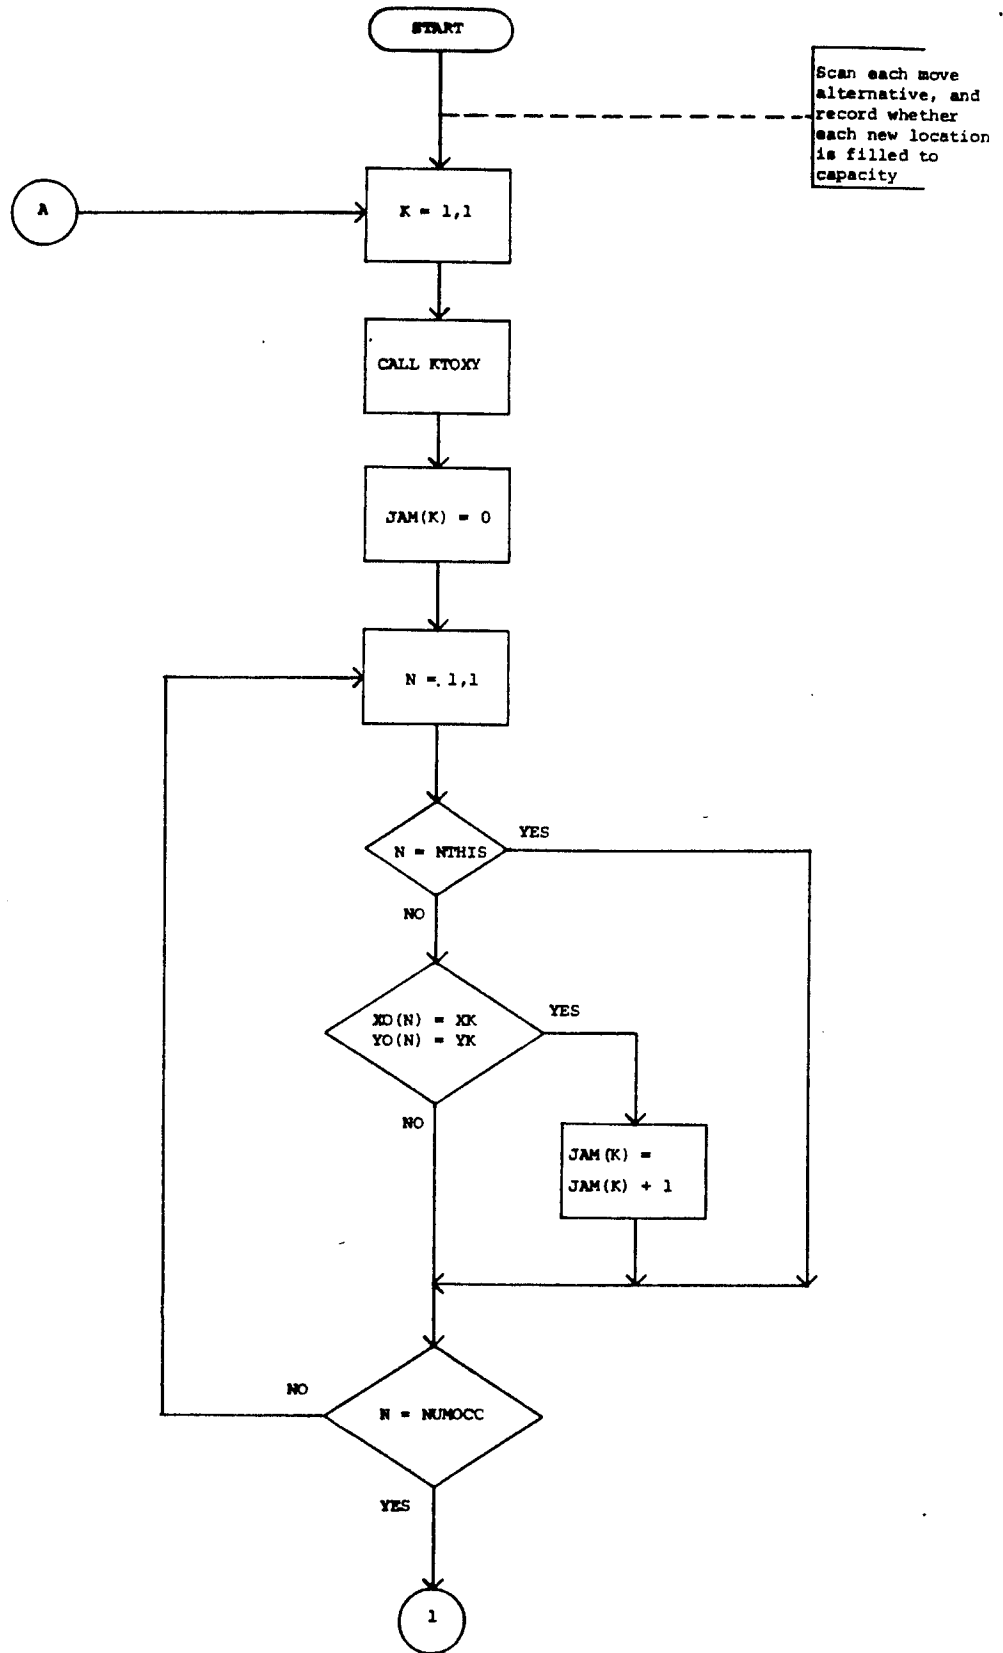 START
Scan each move
alternative, and
record whether
each new location
is filled to
capacity
A
K = 1,1
CALL KTOXY
JAM(K) = 0
N = 1,1
N = NTHIS
YES
NO
XO(N) = XK
YO(N) = YK
YES
NO
JAM(K) =
JAM(K) + 1
N = NUMOCC
NO
YES
1